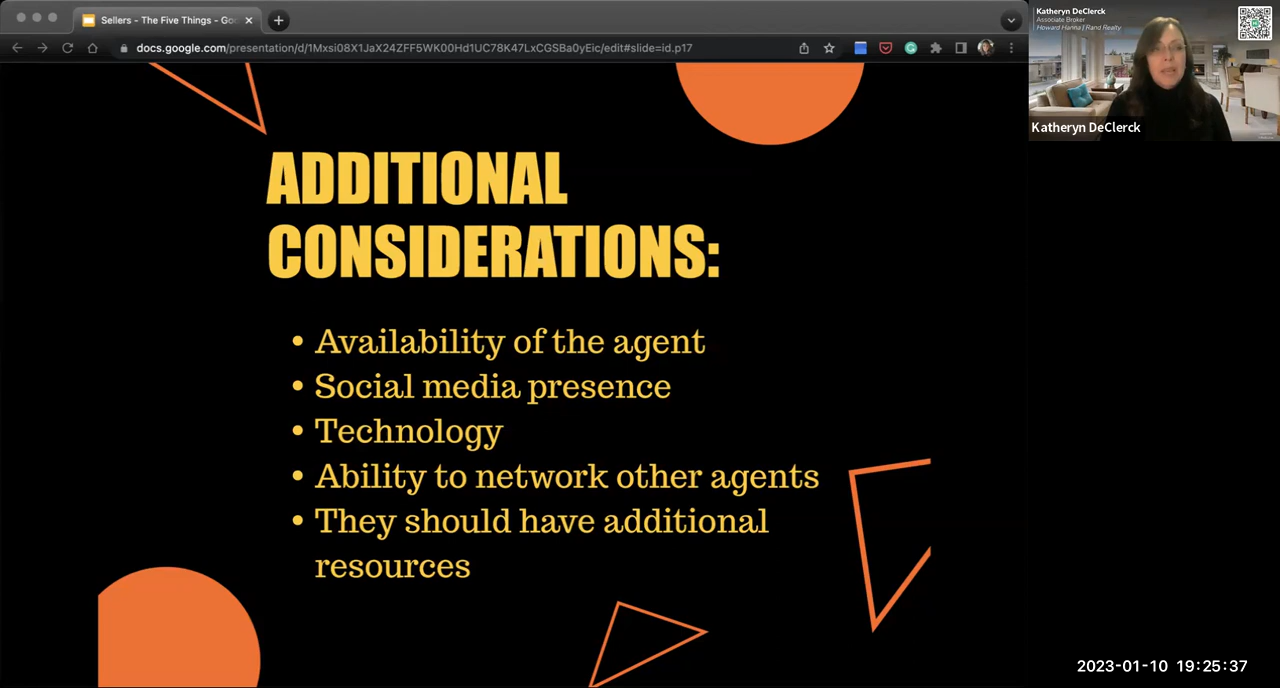 Sellers - The Five Things - Go
docs.google.com/presentation/d/1Mxsi08X1JaX24ZFF5WK00Hd1UC78K47LxCGSBa0yEic/edit#slide=id.p17
Katheryn DeClerck
Associate Broker
Howard Hanna | Rand Realty
Katheryn DeClerck
ADDITIONAL
CONSIDERATIONS:
• Availability of the agent
• Social media presence
• Technology
• Ability to network other agents
• They should have additional
resources
2023-01-10 19:25:37